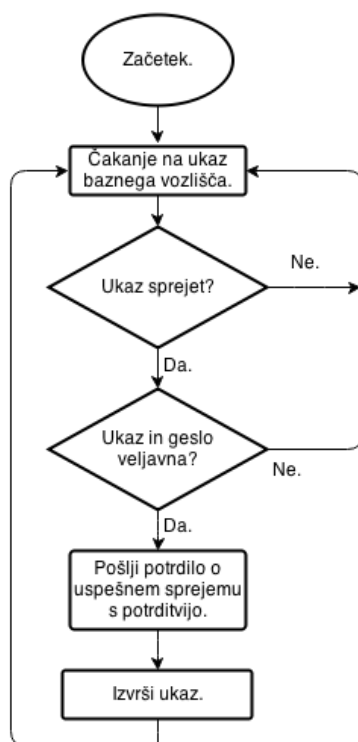 Začetek.
Čakanje na ukaz
baznega vozlišča.
Ne.
Ukaz sprejet?
Da.
Ukaz in geslo
veljavna?
Ne.
Da.
Pošlji potrdilo o
uspešnem sprejemu
s potrditvijo.
Izvrši ukaz.